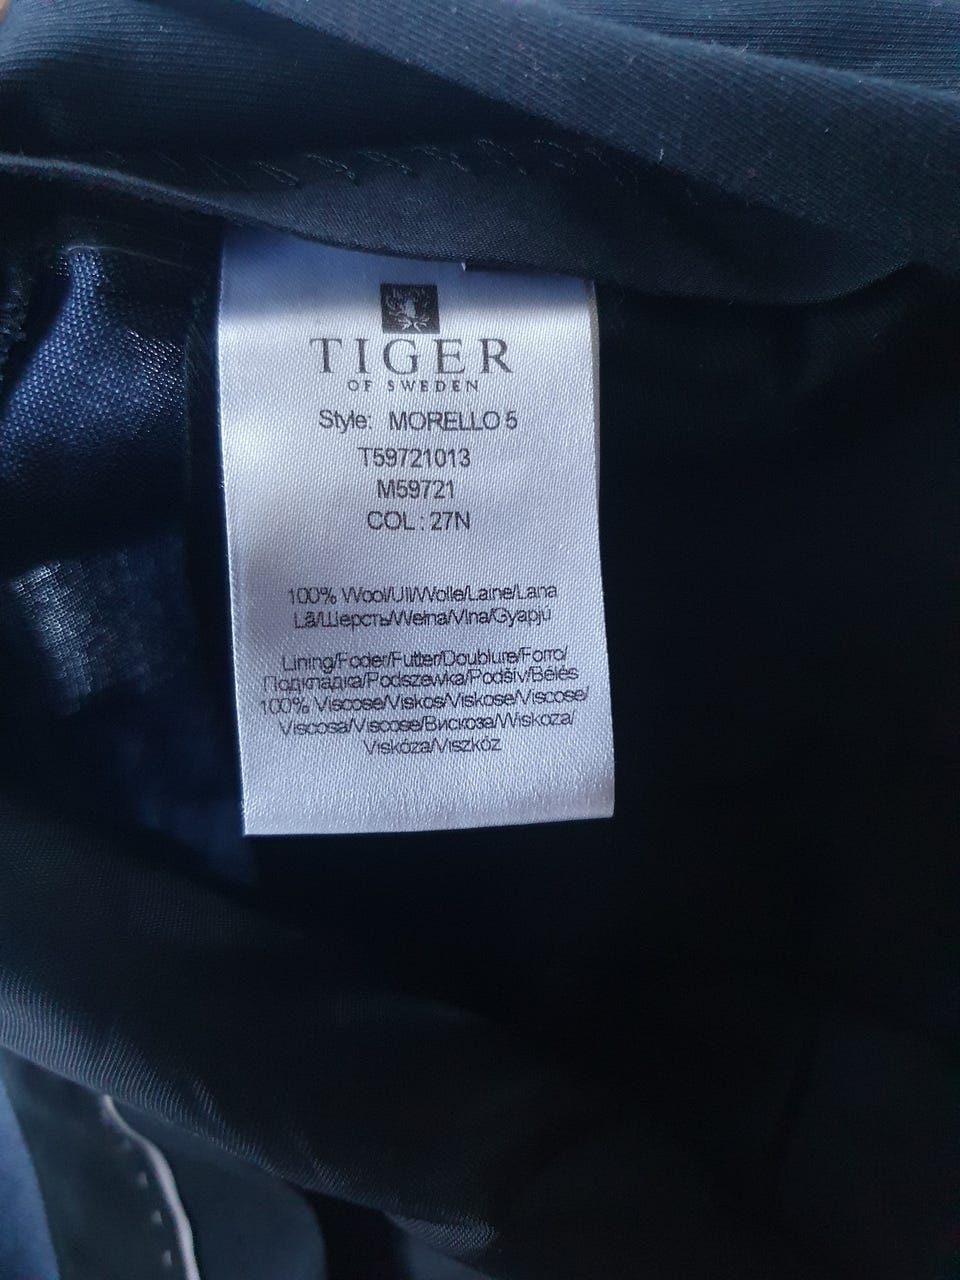 TIGER
OF SWEDEN
Style: MORELLO 5
T59721013
M59721
COL : 27N
100% Wool/Ull/Wolle/Laine/Lana
Lã/Шерсть/Wełna/Vlna/Gyapjú
Lining/Foder/Futter/Doublure/Forro/
Подкладка/Podszewka/Podšív/Bélés
100% Viscose/Viskos/Viskose/Viscose/
Viscosa/Viscose/Вискоза/Wiskoza/
Viskóza/Viszkóz